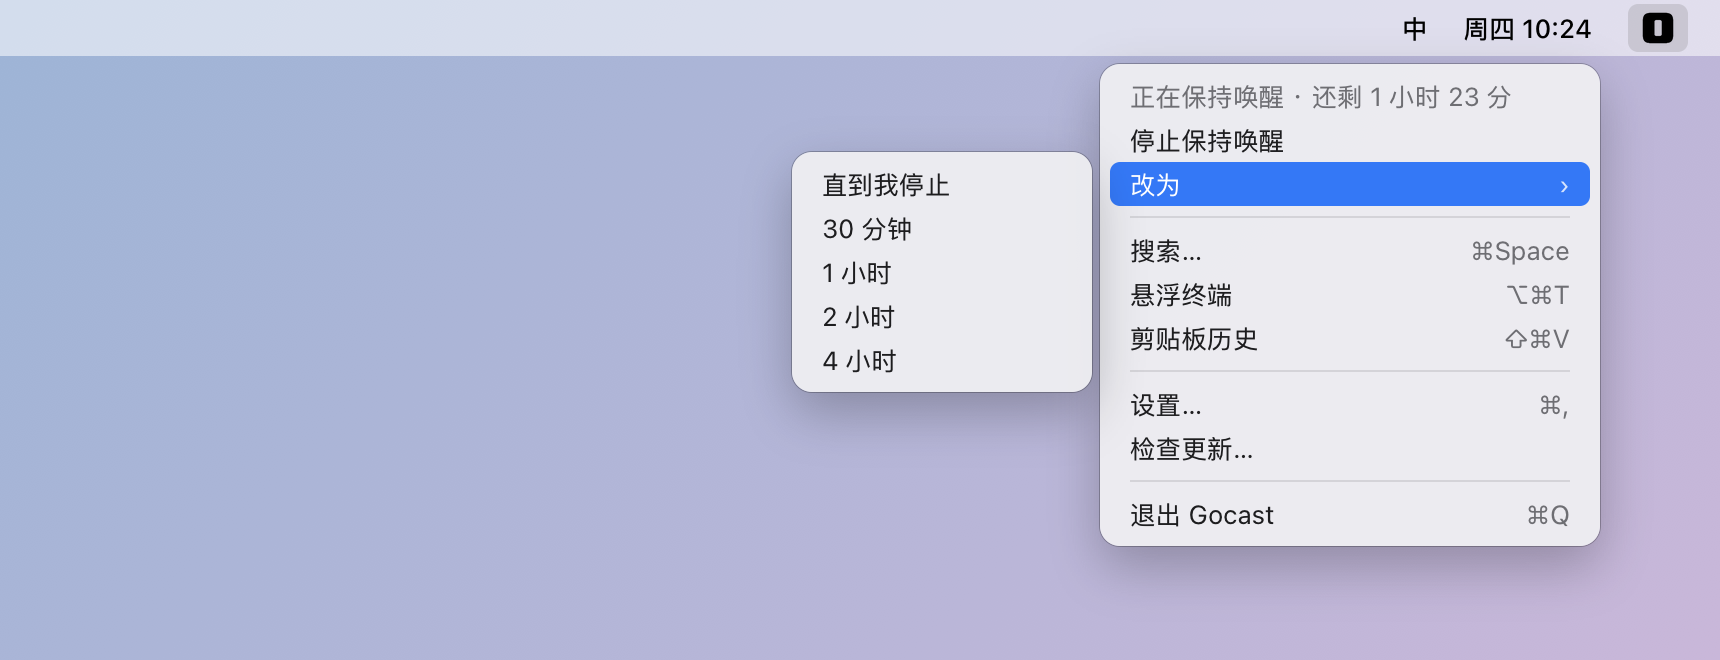 中 周四 10:24
正在保持唤醒 · 还剩 1 小时 23 分
停止保持唤醒
改为 ›
直到我停止
30 分钟
1 小时
2 小时
4 小时
搜索... ⌘Space
悬浮终端 ⌥⌘T
剪贴板历史 ⇧⌘V
设置... ⌘,
检查更新...
退出 Gocast ⌘Q